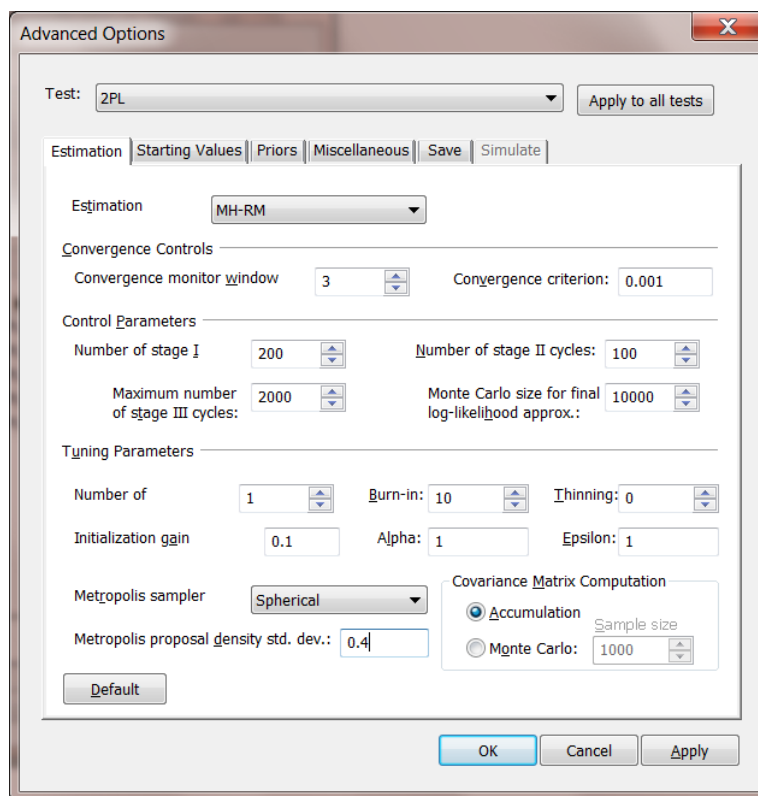 Advanced Options
Test: 2PL Apply to all tests
Estimation Starting Values Priors Miscellaneous Save Simulate
Estimation MH-RM
Convergence Controls
Convergence monitor window 3 Convergence criterion: 0.001
Control Parameters
Number of stage I 200 Number of stage II cycles: 100
Maximum number
of stage III cycles: 2000
Monte Carlo size for final
log-likelihood approx.: 10000
Tuning Parameters
Number of 1 Burn-in: 10 Thinning: 0
Initialization gain 0.1 Alpha: 1 Epsilon: 1
Metropolis sampler Spherical
Metropolis proposal density std. dev.: 0.4
Covariance Matrix Computation
Accumulation
Sample size
Monte Carlo: 1000
Default
OK Cancel Apply